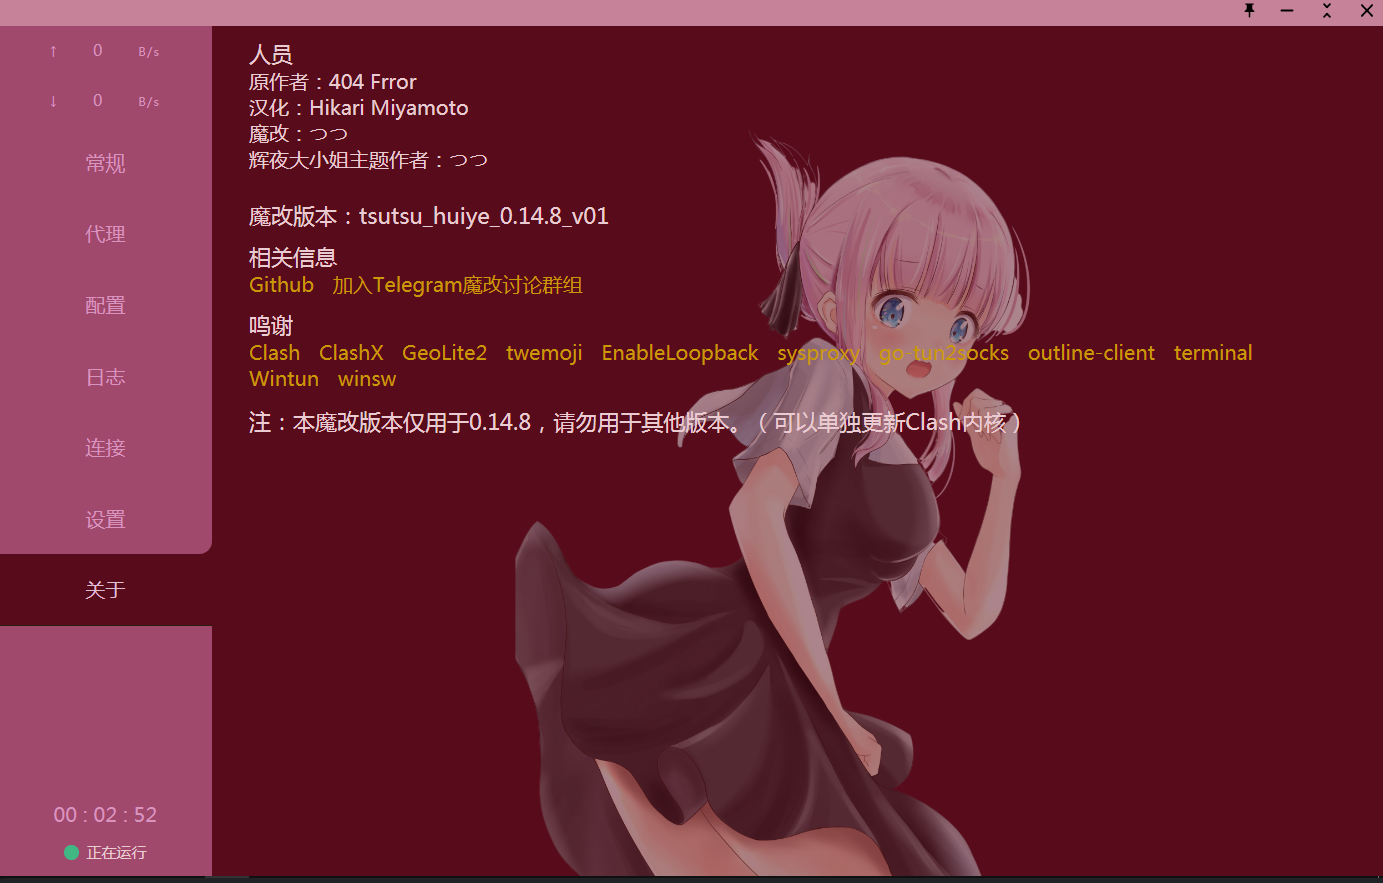 ↑ 0 B/s
↓ 0 B/s
常规
代理
配置
日志
连接
设置
关于
00 : 02 : 52
正在运行
人员
原作者：404 Frror
汉化：Hikari Miyamoto
魔改：つつ
辉夜大小姐主题作者：つつ
魔改版本：tsutsu_huiye_0.14.8_v01
相关信息
Github 加入Telegram魔改讨论群组
鸣谢
Clash ClashX GeoLite2 twemoji EnableLoopback sysproxy go-tun2socks outline-client terminal
Wintun winsw
注：本魔改版本仅用于0.14.8，请勿用于其他版本。（可以单独更新Clash内核）